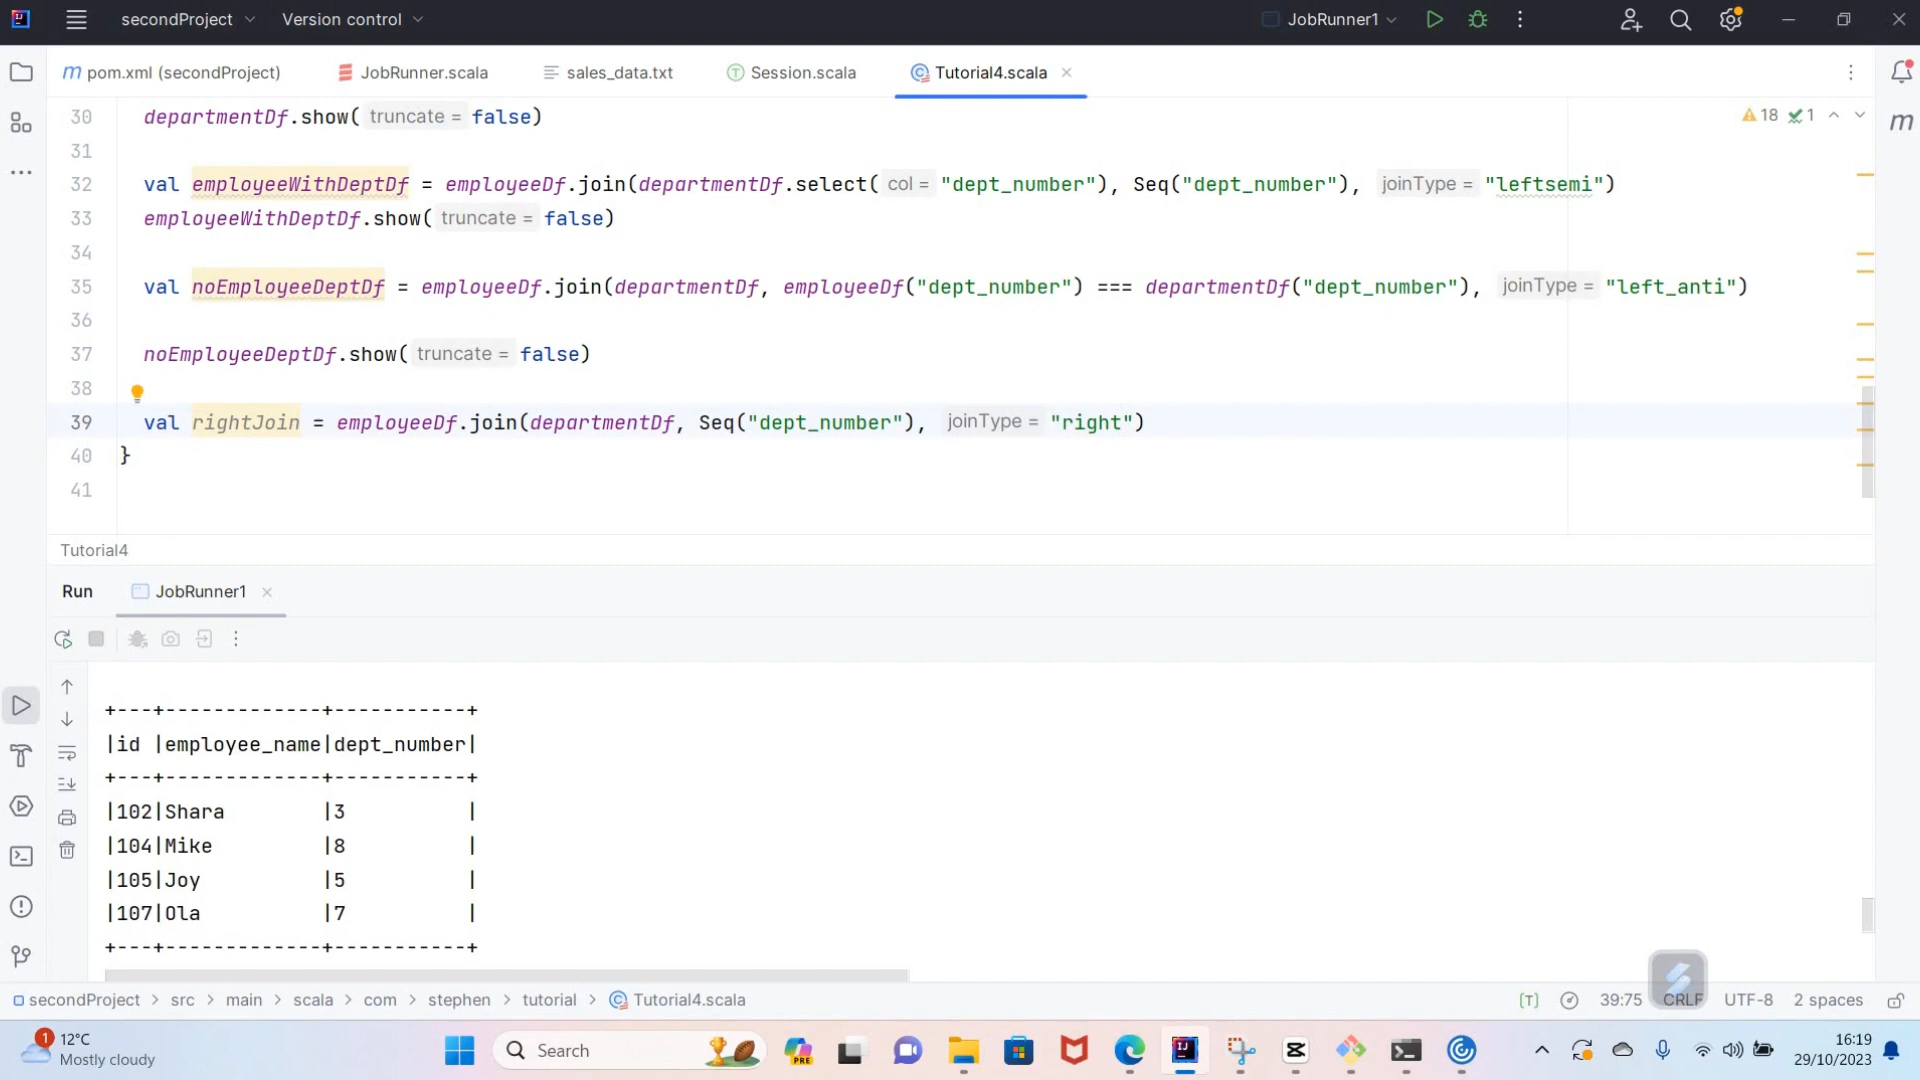 secondProject Version control JobRunner1
pom.xml (secondProject) JobRunner.scala sales_data.txt Session.scala Tutorial4.scala
30 departmentDf.show( truncate = false) 18 1
31
32 val employeeWithDeptDf = employeeDf.join(departmentDf.select( col = "dept_number"), Seq("dept_number"), joinType = "leftsemi")
33 employeeWithDeptDf.show( truncate = false)
34
35 val noEmployeeDeptDf = employeeDf.join(departmentDf, employeeDf("dept_number") === departmentDf("dept_number"), joinType = "left_anti")
36
37 noEmployeeDeptDf.show( truncate = false)
38
39 val rightJoin = employeeDf.join(departmentDf, Seq("dept_number"), joinType = "right")
40 }
41
Tutorial4
Run JobRunner1
+---+-------------+-----------+
|id |employee_name|dept_number|
+---+-------------+-----------+
|102|Shara        |3          |
|104|Mike         |8          |
|105|Joy          |5          |
|107|Ola          |7          |
+---+-------------+-----------+
secondProject > src > main > scala > com > stephen > tutorial > Tutorial4.scala 39:75 CRLF UTF-8 2 spaces
1 12°C
Mostly cloudy
Search
PRE
16:19
29/10/2023